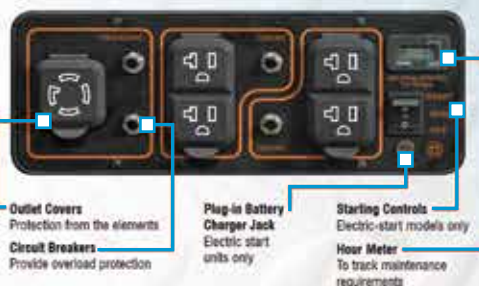 Outlet Covers
Protection from the elements
Circuit Breakers
Provide overload protection
Plug-in Battery
Charger Jack
Electric start
units only
Starting Controls
Electric-start models only
Hour Meter
To track maintenance
requirements